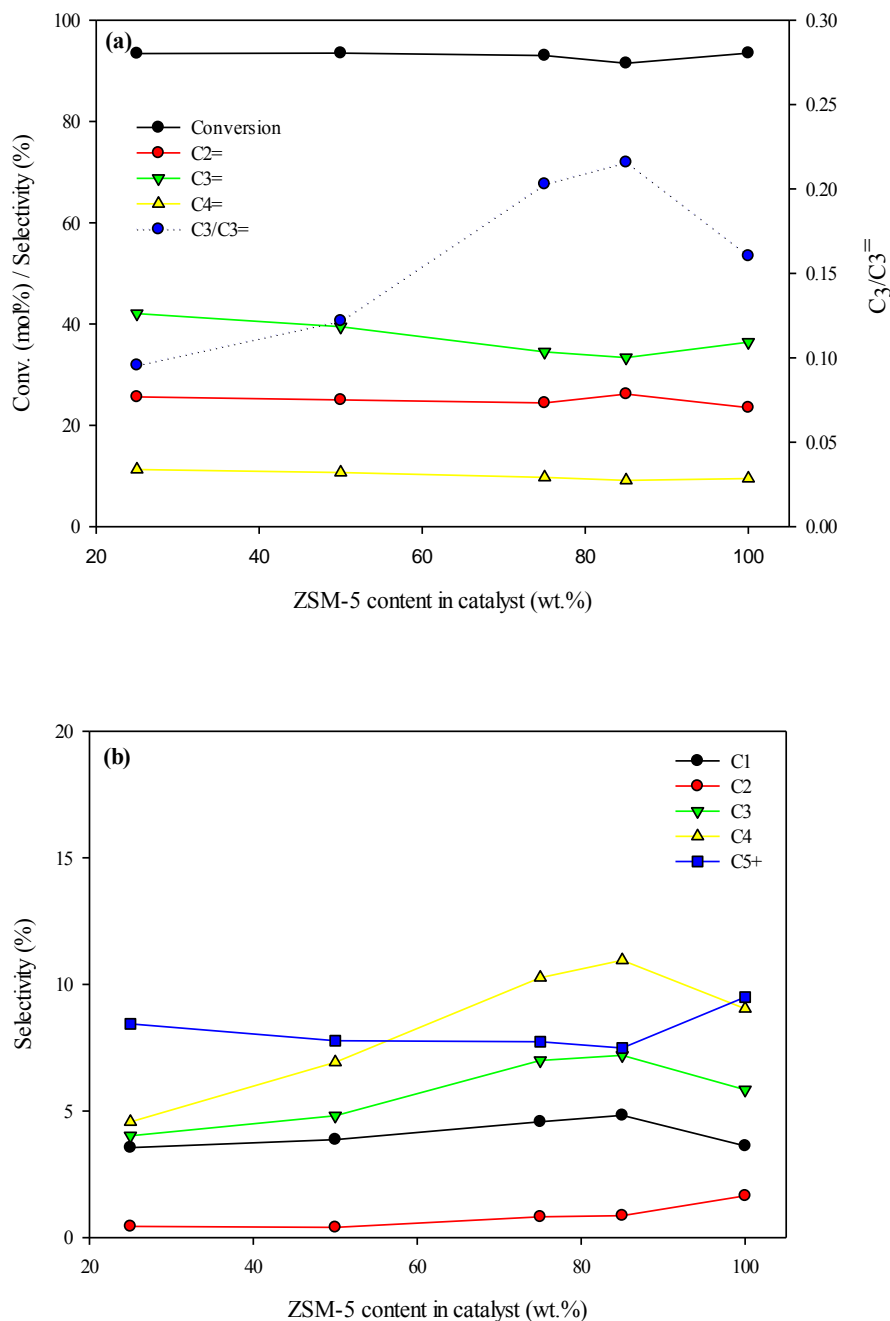 (a)
100
80
60
40
20
0
Conv. (mol%) / Selectivity (%)
Conversion
C2=
C3=
C4=
C3/C3=
0.30
0.25
0.20
0.15
0.10
0.05
0.00
C3/C3=
20 40 60 80 100
ZSM-5 content in catalyst (wt.%)
(b)
20
15
10
5
0
Selectivity (%)
C1
C2
C3
C4
C5+
20 40 60 80 100
ZSM-5 content in catalyst (wt.%)